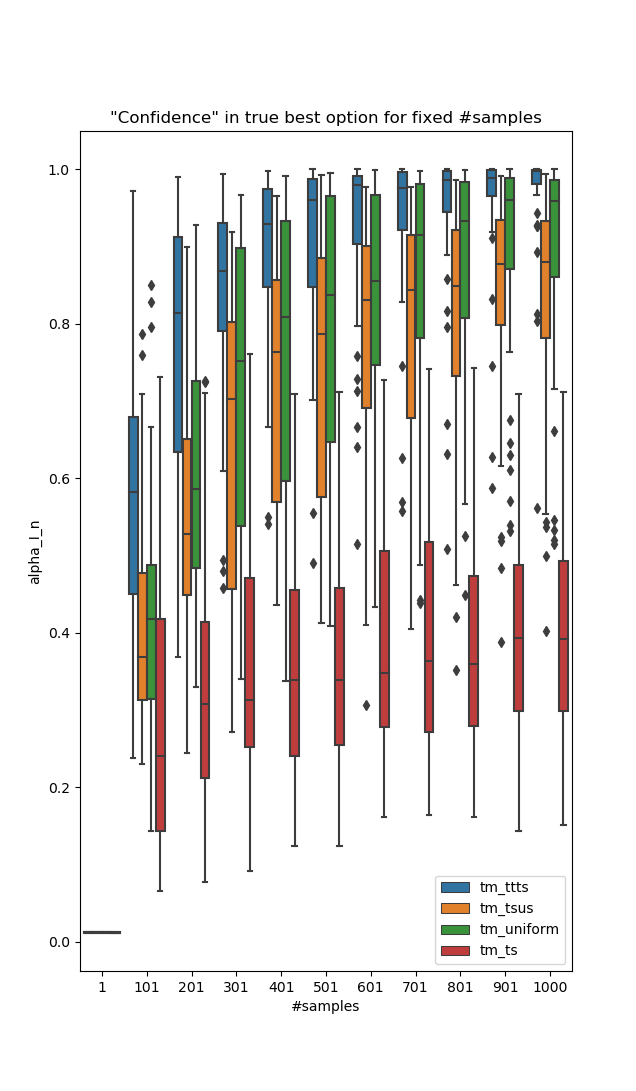 "Confidence" in true best option for fixed #samples
1.0
0.8
0.6
0.4
0.2
0.0
alpha_I_n
tm_ttts
tm_tsus
tm_uniform
tm_ts
1 101 201 301 401 501 601 701 801 901 1000
#samples